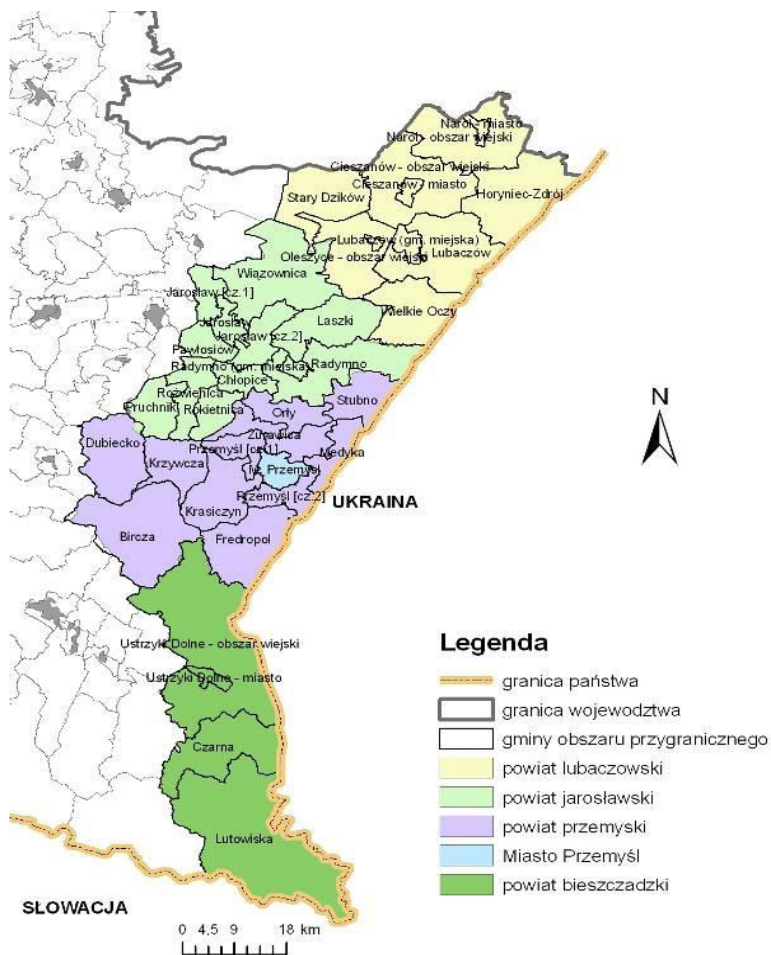 Narol - miasto
Narol - obszar wiejski
Cieszanów - obszar wiejski
Cieszanów - miasto
Horyniec-Zdrój
Stary Dzików
Lubaczów (gm. miejska)
Lubaczów
Oleszyce - obszar wiejski
Wiązownica
Jarosław [cz.1]
Wielkie Oczy
Laszki
Jarosław
Jarosław [cz.2]
Pawłosiów
Radymno (gm. miejska)
Radymno
Chłopice
Roźwienica
Pruchnik
Rokietnica
Stubno
Orły
Żurawica
Dubiecko
Przemyśl [cz.1]
Medyka
Krzywcza
M. Przemyśl
Przemyśl [cz.2]
Krasiczyn
Bircza
Fredropol
N
UKRAINA
Ustrzyki Dolne - obszar wiejski
Ustrzyki Dolne - miasto
Czarna
Lutowiska
SŁOWACJA
0 4,5 9 18 km
Legenda
granica państwa
granica wojewodztwa
gminy obszaru przygranicznego
powiat lubaczowski
powiat jarosławski
powiat przemyski
Miasto Przemyśl
powiat bieszczadzki